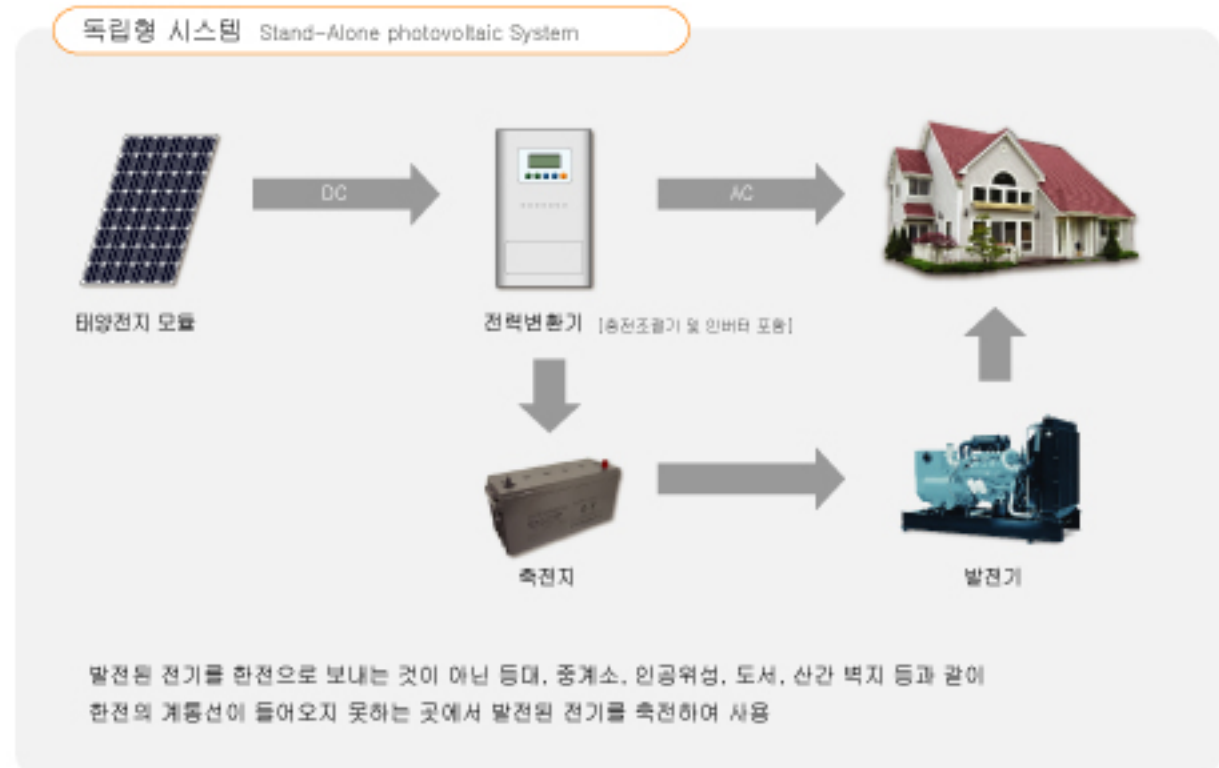 독립형 시스템 Stand-Alone photovoltaic System
DC
AC
태양전지 모듈
전력변환기 [충전조절기 및 인버터 포함]
축전지
발전기
발전된 전기를 한전으로 보내는 것이 아닌 등대, 중계소, 인공위성, 도서, 산간 벽지 등과 같이
한전의 계통선이 들어오지 못하는 곳에서 발전된 전기를 축전하여 사용